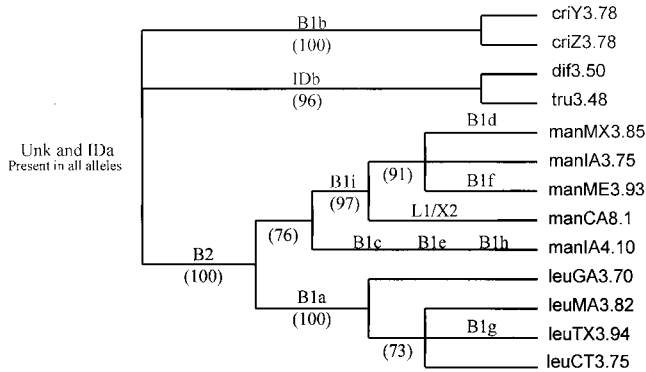 criY3.78
B1b
(100)
criZ3.78
dif3.50
IDb
(96)
tru3.48
Unk and IDa
Present in all alleles
B1d
manMX3.85
manIA3.75
(91)
B1i
B1f
manME3.93
(97)
L1/X2
manCA8.1
(76)
B1c B1e B1h
manIA4.10
B2
(100)
leuGA3.70
B1a
(100)
leuMA3.82
B1g
leuTX3.94
(73)
leuCT3.75